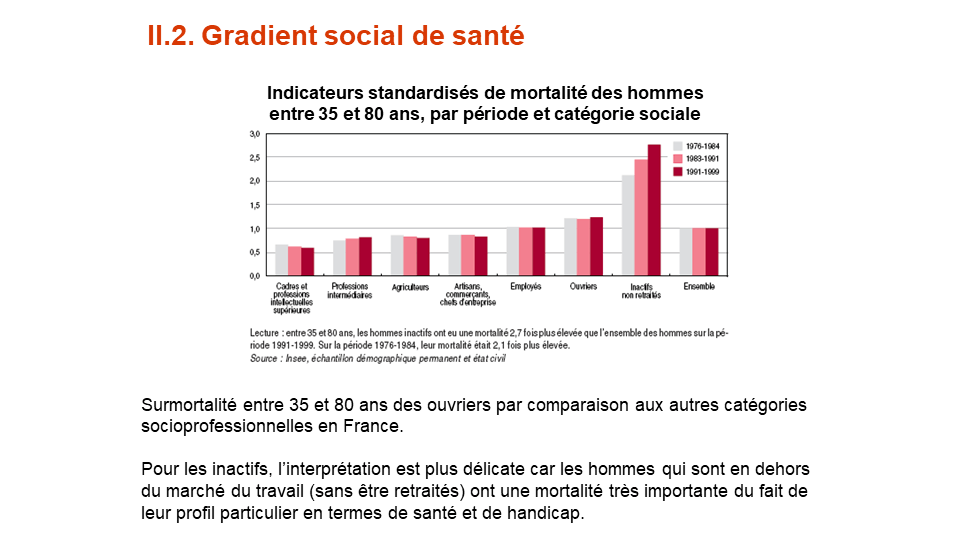 II.2. Gradient social de santé
Indicateurs standardisés de mortalité des hommes
entre 35 et 80 ans, par période et catégorie sociale
3,0
2,5
2,0
1,5
1,0
0,5
0,0
1976-1984
1983-1991
1991-1999
Cadres et
professions
intellectuelles
supérieures
Professions
intermédiaires
Agriculteurs
Artisans,
commerçants,
chefs d'entreprise
Employés
Ouvriers
Inactifs
non retraités
Ensemble
Lecture : entre 35 et 80 ans, les hommes inactifs ont eu une mortalité 2,7 fois plus élevée que l'ensemble des hommes sur la pé-
riode 1991-1999. Sur la période 1976-1984, leur mortalité était 2,1 fois plus élevée.
Source : Insee, échantillon démographique permanent et état civil
Surmortalité entre 35 et 80 ans des ouvriers par comparaison aux autres catégories
socioprofessionnelles en France.
Pour les inactifs, l’interprétation est plus délicate car les hommes qui sont en dehors
du marché du travail (sans être retraités) ont une mortalité très importante du fait de
leur profil particulier en termes de santé et de handicap.